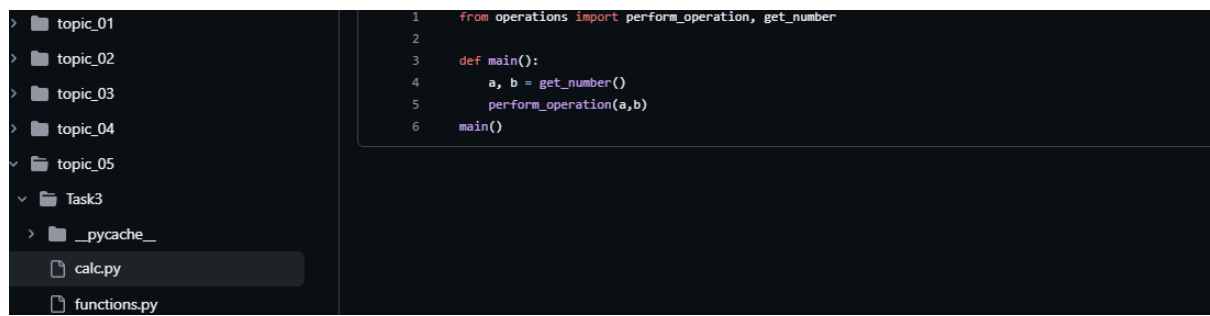 topic_01
topic_02
topic_03
topic_04
topic_05
Task3
__pycache__
calc.py
functions.py
1 from operations import perform_operation, get_number
2
3 def main():
4     a, b = get_number()
5     perform_operation(a,b)
6 main()